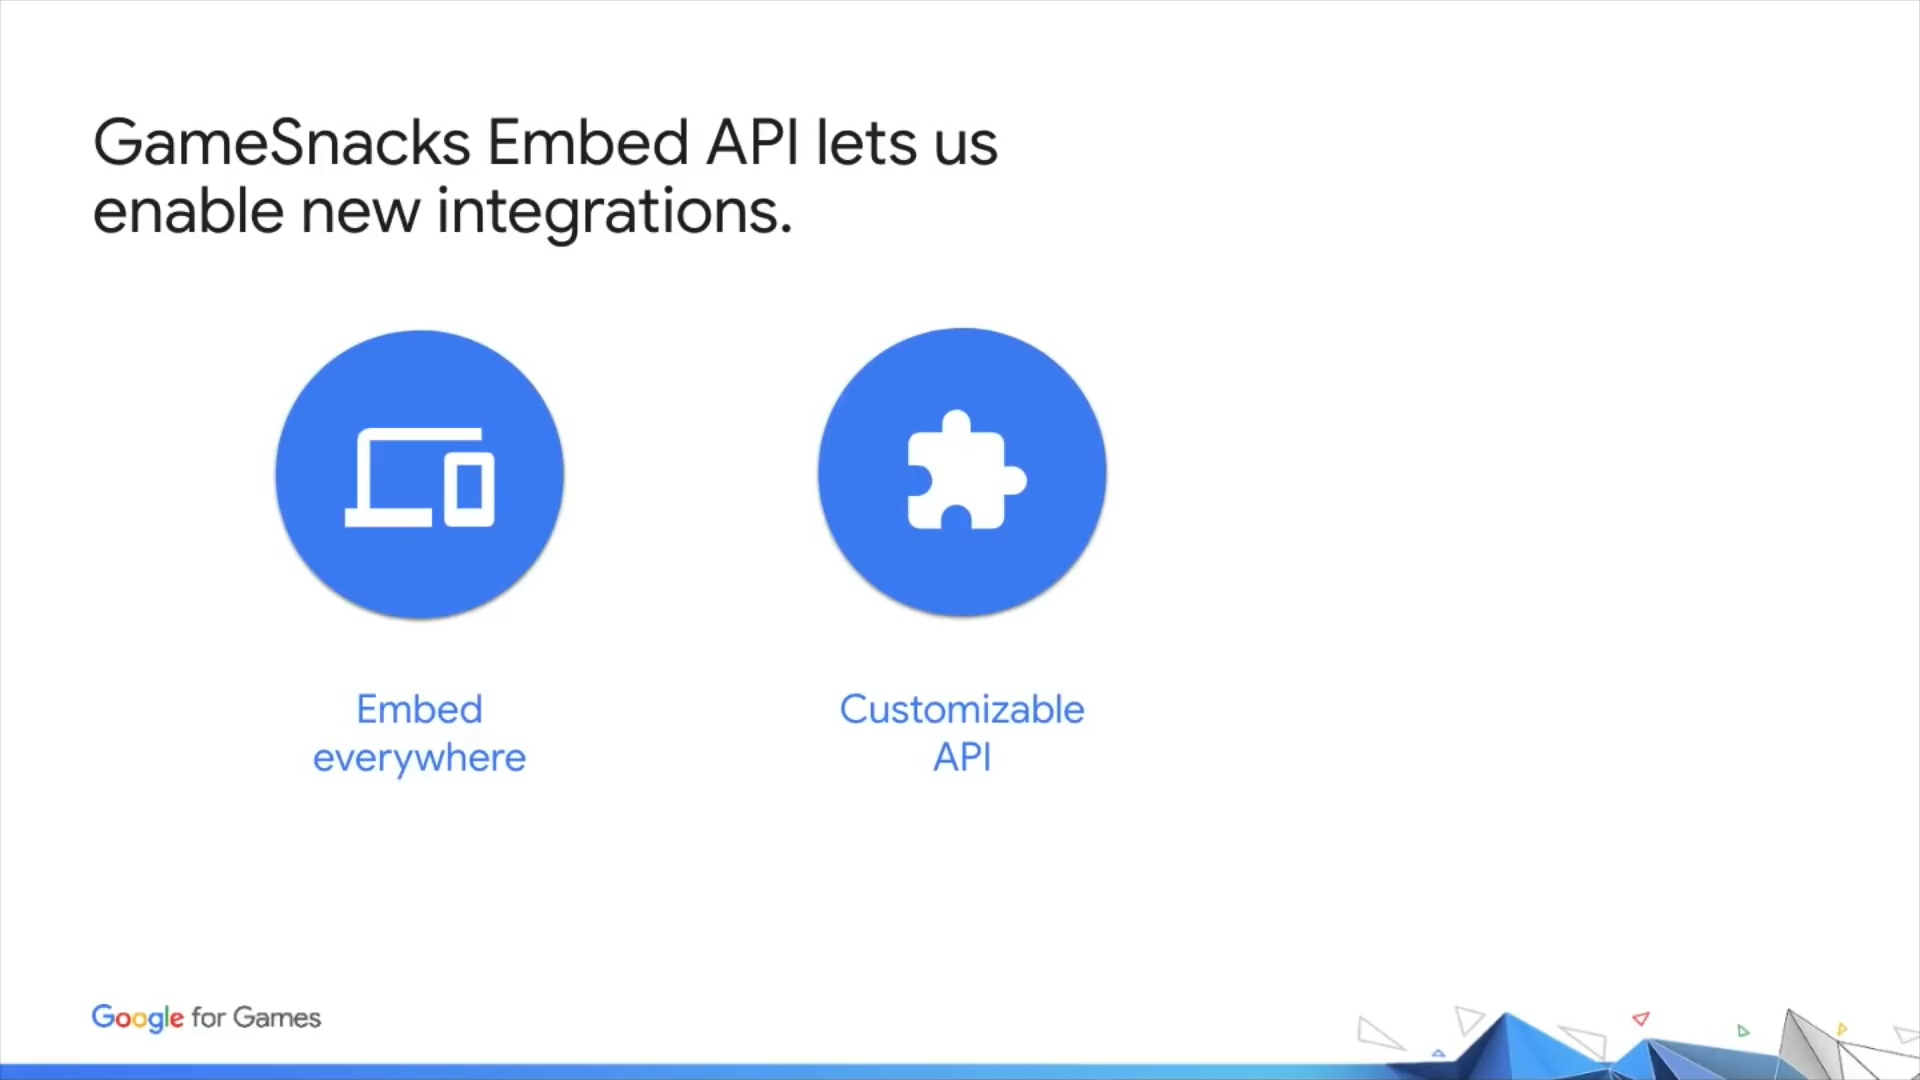 GameSnacks Embed API lets us
enable new integrations.
Embed
everywhere
Customizable
API
Google for Games